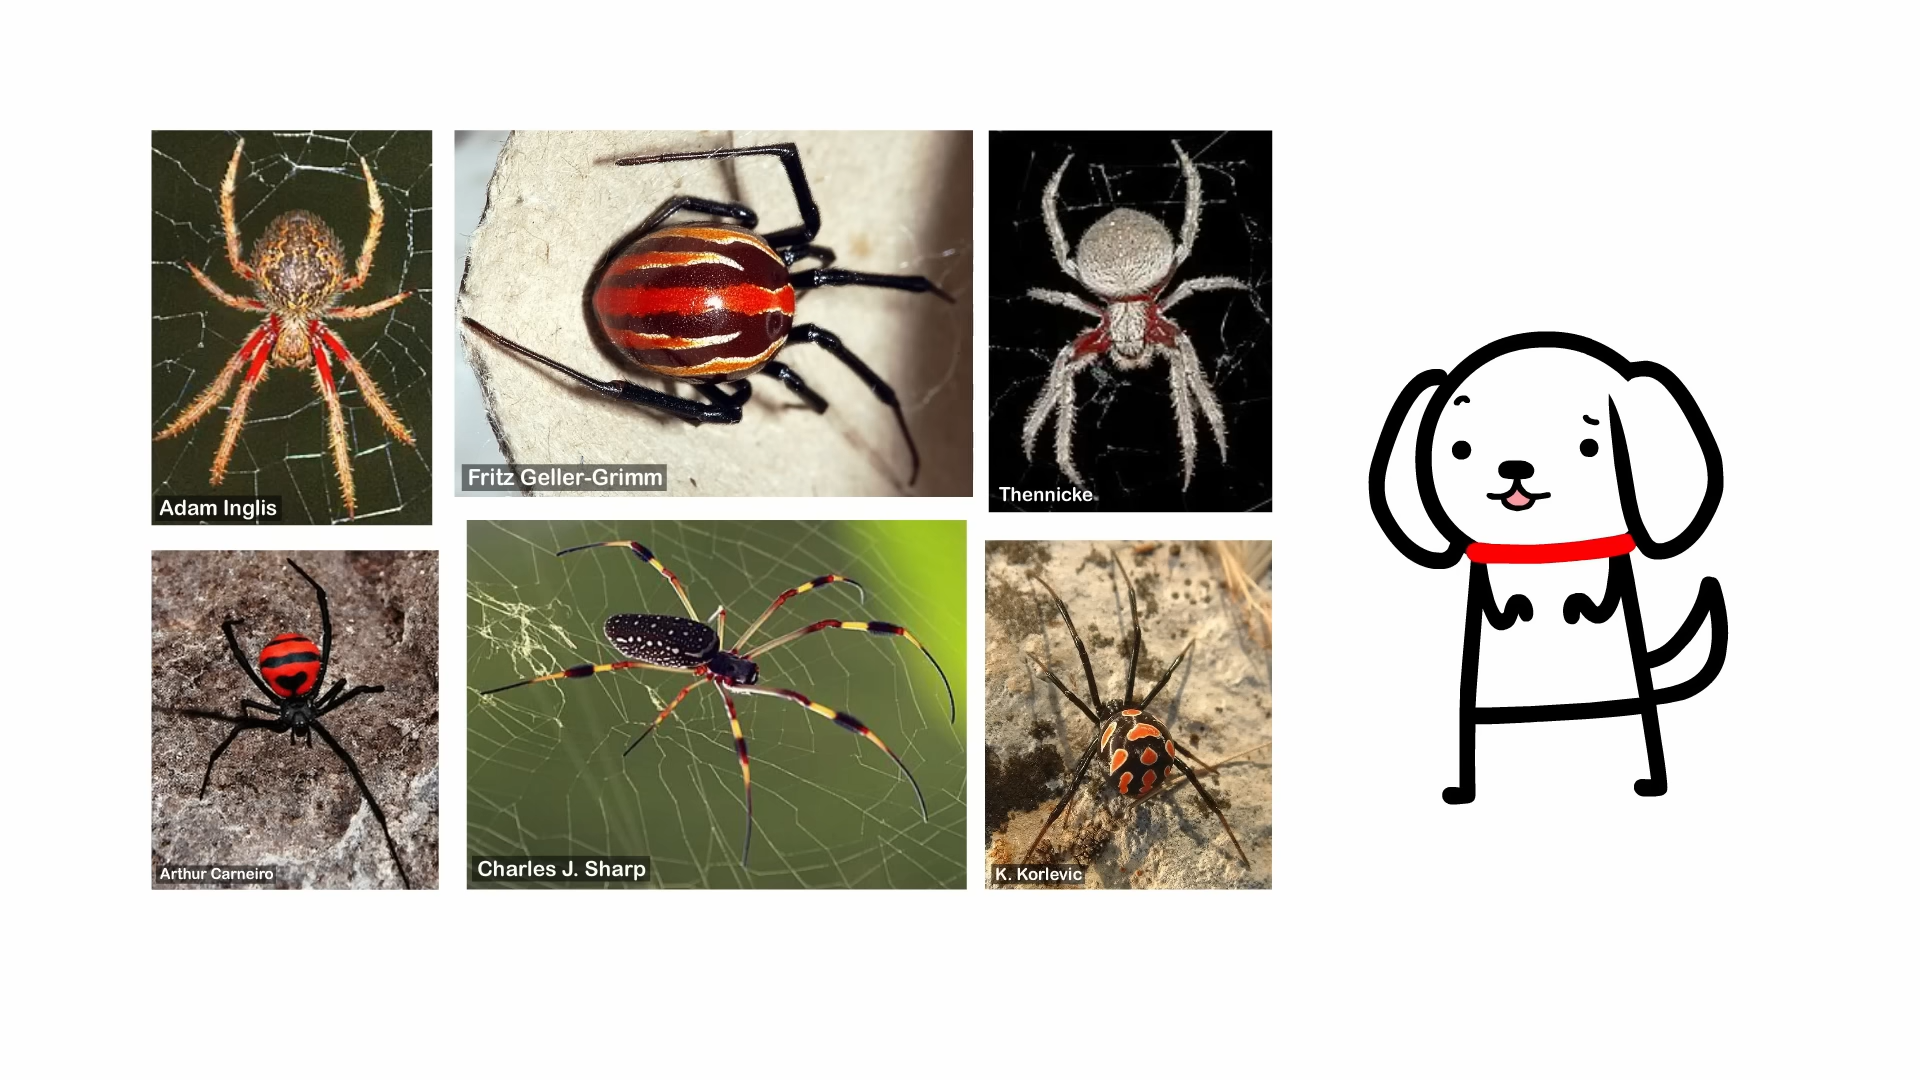 Adam Inglis
Fritz Geller-Grimm
Thennicke
Arthur Carneiro
Charles J. Sharp
K. Korlevic